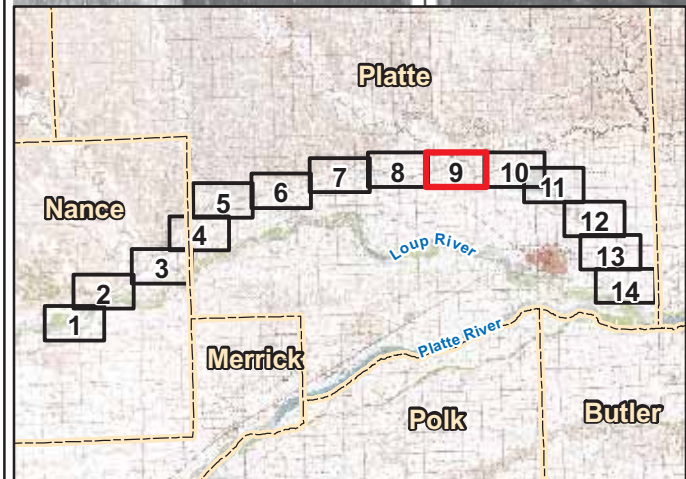 Platte
7
8
9
10
6
11
5
Nance
12
4
Loup River
13
3
2
14
1
Platte River
Merrick
Polk
Butler